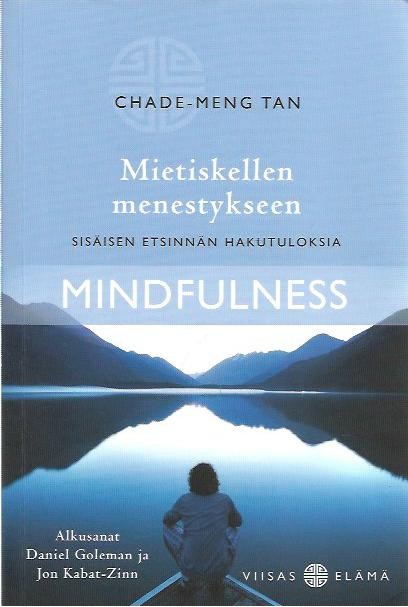 CHADE-MENG TAN
Mietiskellen
menestykseen
SISÄISEN ETSINNÄN HAKUTULOKSIA
MINDFULNESS
Alkusanat
Daniel Goleman ja
Jon Kabat-Zinn
VIISAS ELÄMÄ